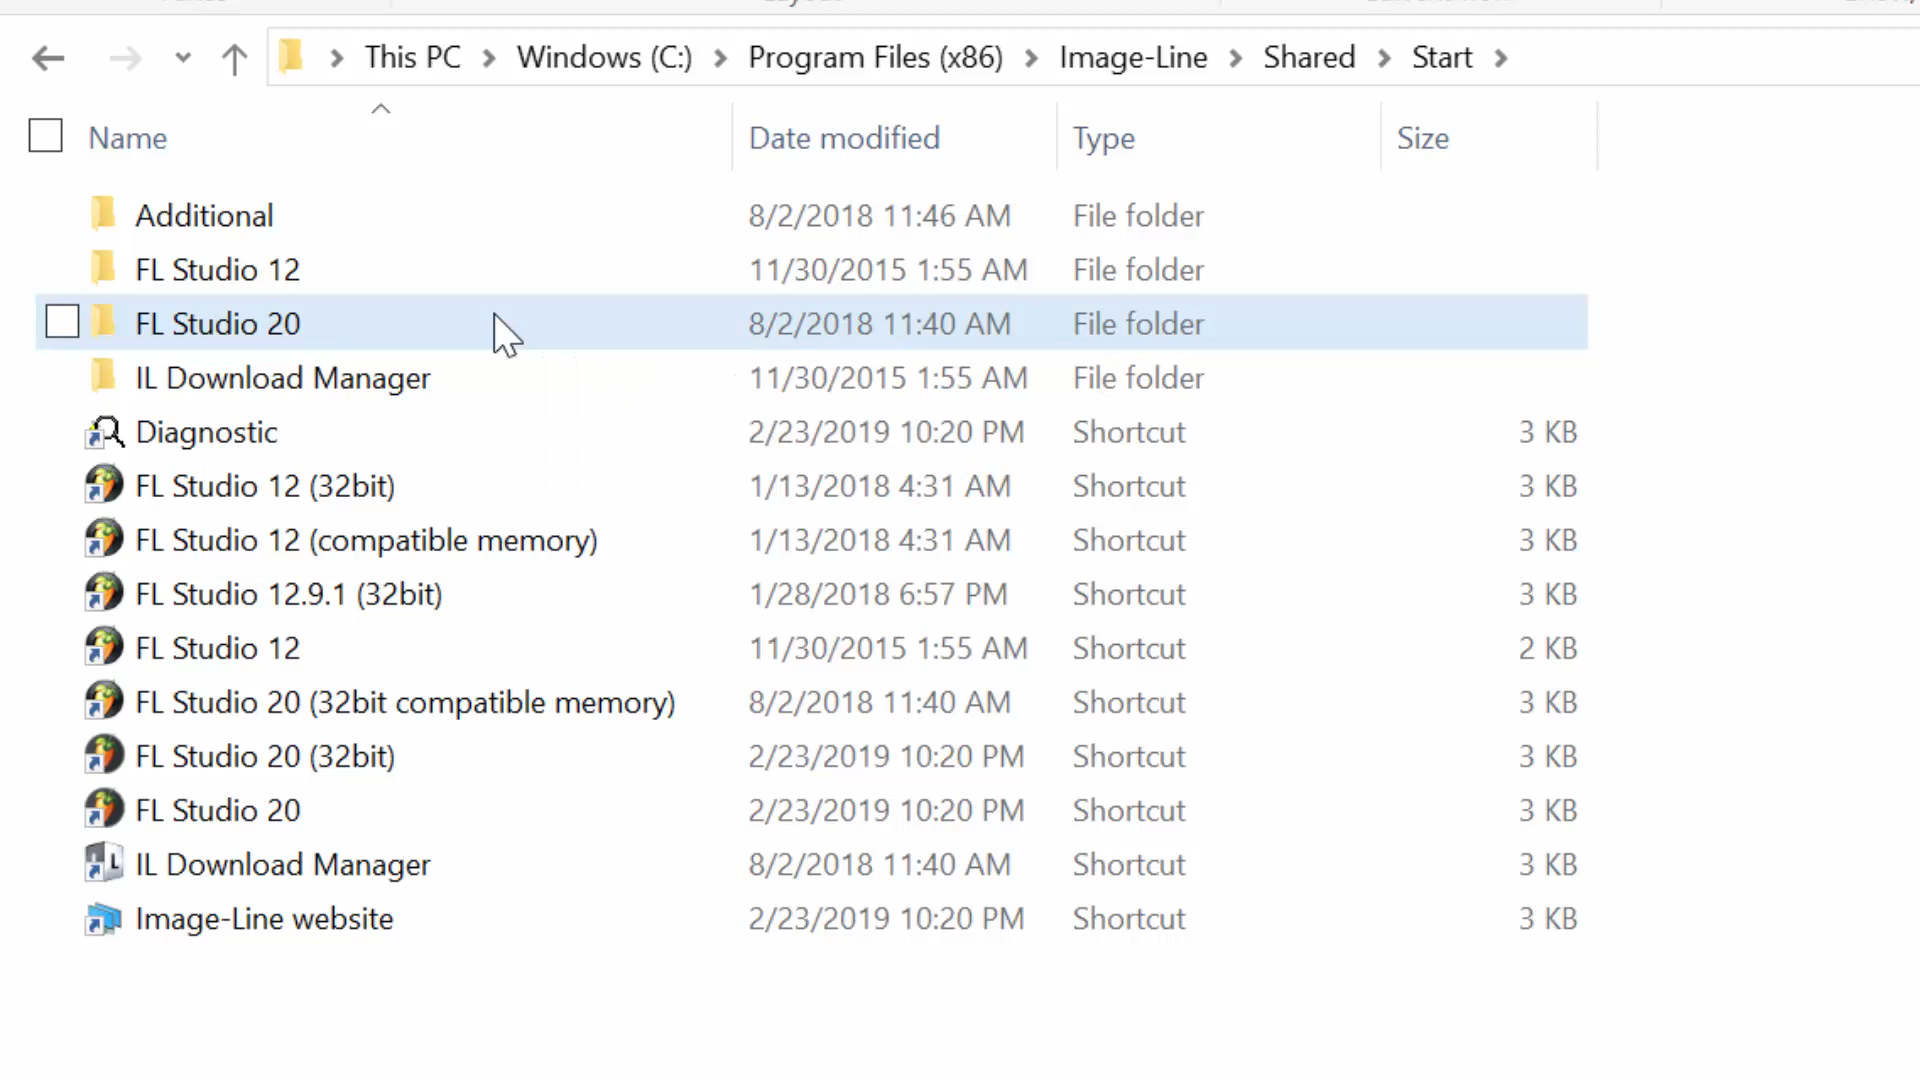 This PC > Windows (C:) > Program Files (x86) > Image-Line > Shared > Start >
Name Date modified Type Size
Additional 8/2/2018 11:46 AM File folder
FL Studio 12 11/30/2015 1:55 AM File folder
FL Studio 20 8/2/2018 11:40 AM File folder
IL Download Manager 11/30/2015 1:55 AM File folder
Diagnostic 2/23/2019 10:20 PM Shortcut 3 KB
FL Studio 12 (32bit) 1/13/2018 4:31 AM Shortcut 3 KB
FL Studio 12 (compatible memory) 1/13/2018 4:31 AM Shortcut 3 KB
FL Studio 12.9.1 (32bit) 1/28/2018 6:57 PM Shortcut 3 KB
FL Studio 12 11/30/2015 1:55 AM Shortcut 2 KB
FL Studio 20 (32bit compatible memory) 8/2/2018 11:40 AM Shortcut 3 KB
FL Studio 20 (32bit) 2/23/2019 10:20 PM Shortcut 3 KB
FL Studio 20 2/23/2019 10:20 PM Shortcut 3 KB
IL Download Manager 8/2/2018 11:40 AM Shortcut 3 KB
Image-Line website 2/23/2019 10:20 PM Shortcut 3 KB